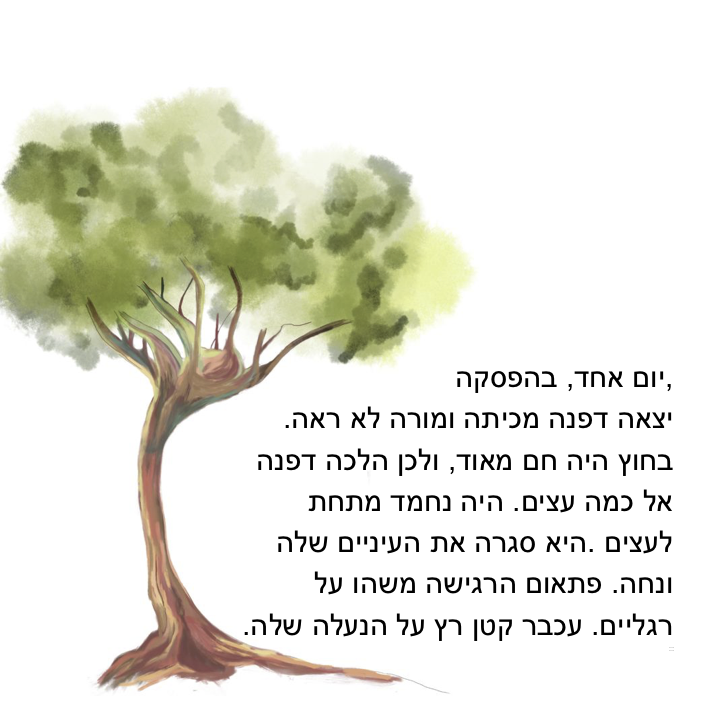 ,יום אחד, בהפסקה
יצאה דפנה מכיתה ומורה לא ראה.
בחוץ היה חם מאוד, ולכן הלכה דפנה
אל כמה עצים. היה נחמד מתחת
לעצים .היא סגרה את העיניים שלה
ונחה. פתאום הרגישה משהו על
רגליים. עכבר קטן רץ על הנעלה שלה.